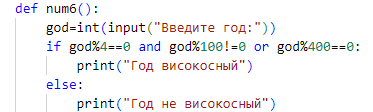 def num6():
    god=int(input("Введите год:"))
    if god%4==0 and god%100!=0 or god%400==0:
        print("Год високосный")
    else:
        print("Год не високосный")